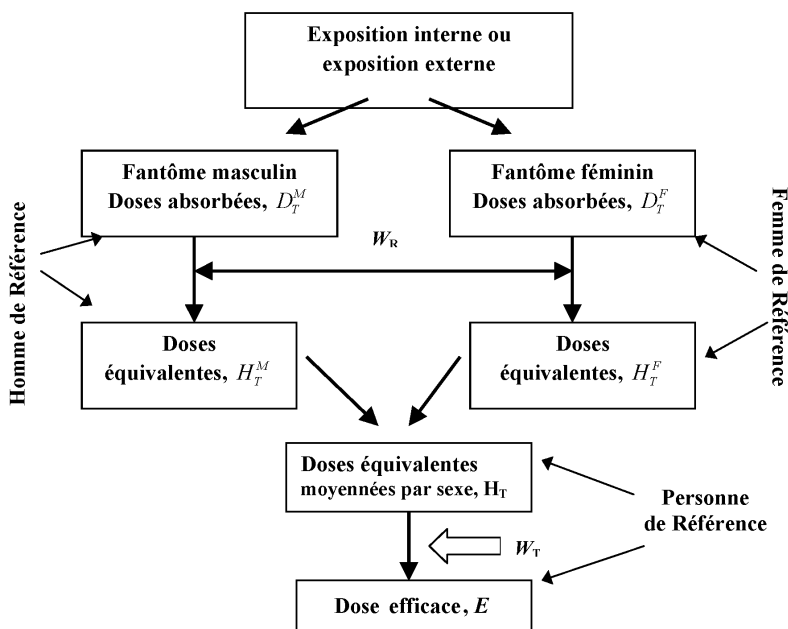 Exposition interne ou
exposition externe
Fantôme masculin
Doses absorbées, D_T^M
Fantôme féminin
Doses absorbées, D_T^F
W_R
Homme de Référence
Femme de Référence
Doses
équivalentes, H_T^M
Doses
équivalentes, H_T^F
Doses équivalentes
moyennées par sexe, H_T
Personne
de Référence
W_T
Dose efficace, E